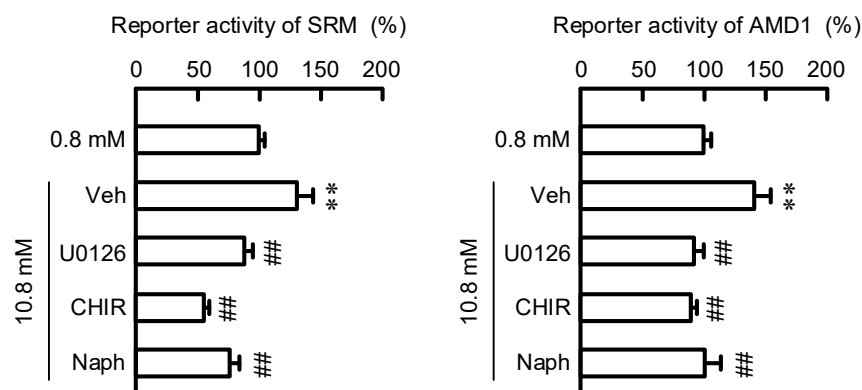 Reporter activity of SRM (%)
0 50 100 150 200
0.8 mM
10.8 mM
Veh **
U0126 ##
CHIR ##
Naph ##
Reporter activity of AMD1 (%)
0 50 100 150 200
0.8 mM
10.8 mM
Veh **
U0126 ##
CHIR ##
Naph ##